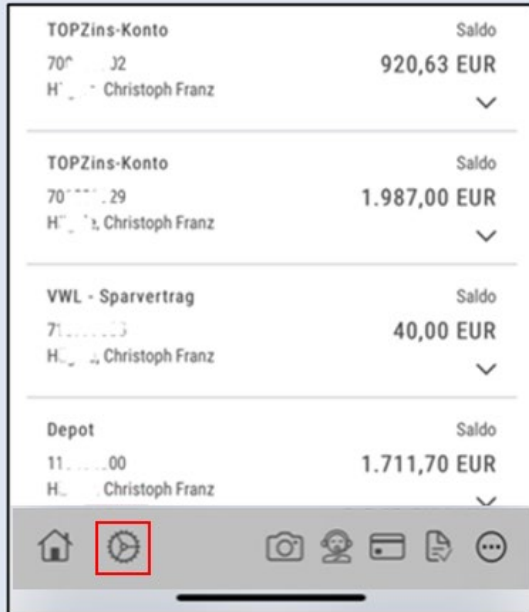 TOPZins-Konto Saldo
920,63 EUR
Christoph Franz
TOPZins-Konto Saldo
1.987,00 EUR
Christoph Franz
VWL - Sparvertrag Saldo
40,00 EUR
Christoph Franz
Depot Saldo
1.711,70 EUR
Christoph Franz